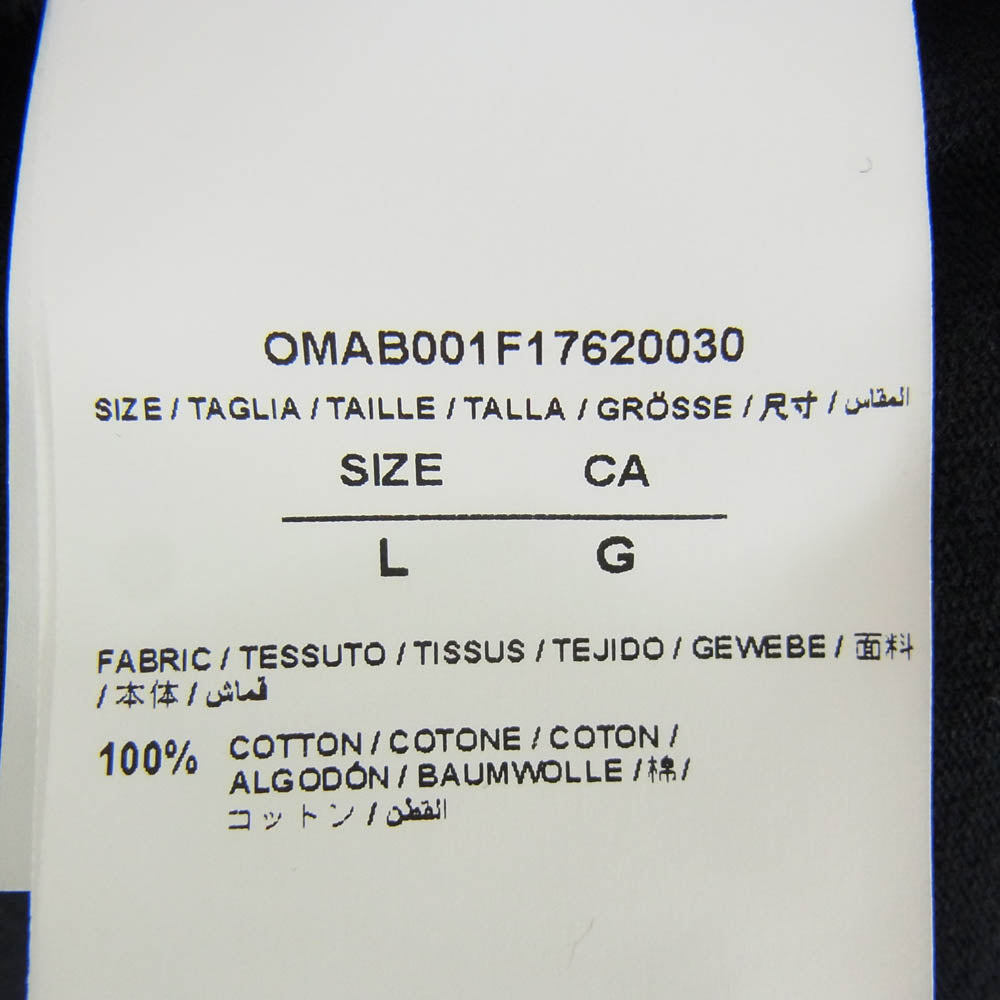 OMAB001F17620030
SIZE / TAGLIA / TAILLE / TALLA / GRÖSSE / 尺寸 / المقاس
SIZE CA
L G
FABRIC / TESSUTO / TISSUS / TEJIDO / GEWEBE / 面料
/ 本体 / قماش
100% COTTON / COTONE / COTON /
ALGODÓN / BAUMWOLLE / 棉 /
コットン / القطن